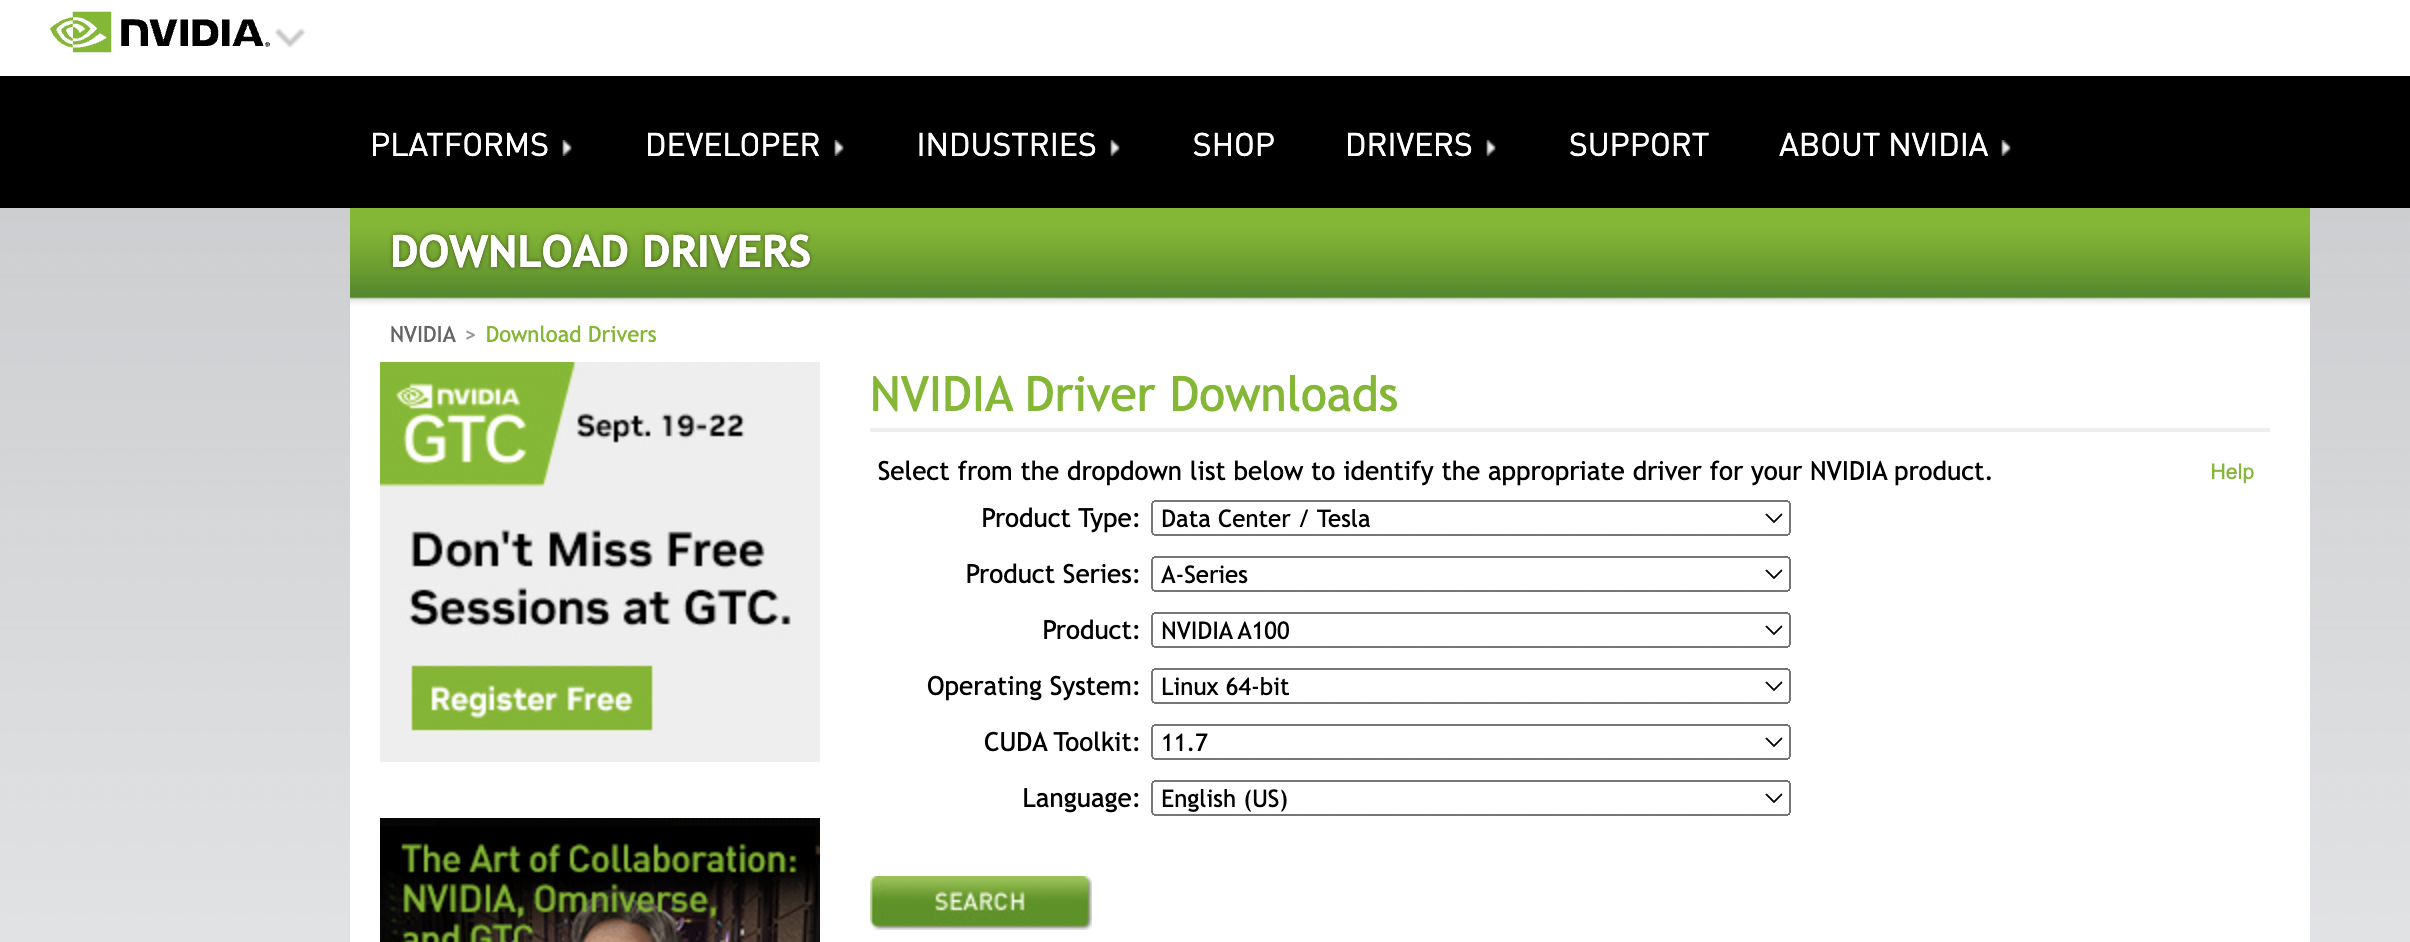 NVIDIA.
PLATFORMS DEVELOPER INDUSTRIES SHOP DRIVERS SUPPORT ABOUT NVIDIA
DOWNLOAD DRIVERS
NVIDIA > Download Drivers
NVIDIA
GTC
Sept. 19-22
Don't Miss Free
Sessions at GTC.
Register Free
The Art of Collaboration:
NVIDIA, Omniverse,
and GTC
NVIDIA Driver Downloads
Select from the dropdown list below to identify the appropriate driver for your NVIDIA product.
Help
Product Type: Data Center / Tesla
Product Series: A-Series
Product: NVIDIA A100
Operating System: Linux 64-bit
CUDA Toolkit: 11.7
Language: English (US)
SEARCH